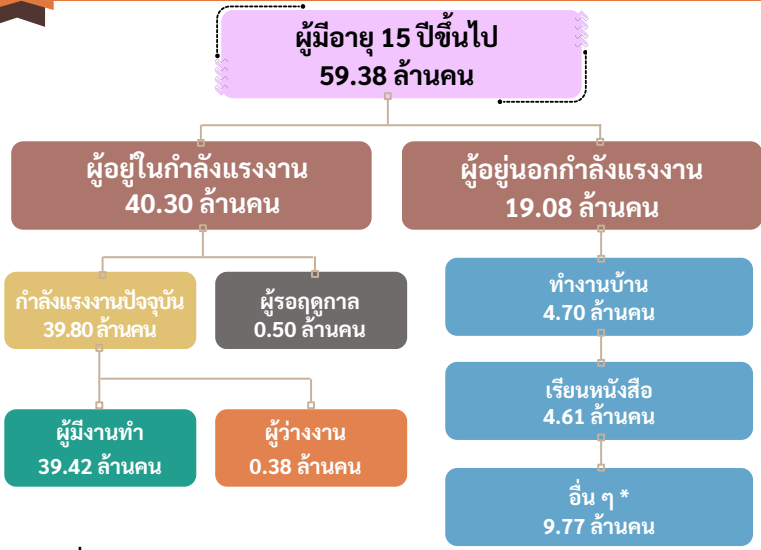 ผู้มีอายุ 15 ปีขึ้นไป
59.38 ล้านคน
ผู้อยู่ในกำลังแรงงาน
40.30 ล้านคน
ผู้อยู่นอกกำลังแรงงาน
19.08 ล้านคน
กำลังแรงงานปัจจุบัน
39.80 ล้านคน
ผู้รอฤดูกาล
0.50 ล้านคน
ทำงานบ้าน
4.70 ล้านคน
เรียนหนังสือ
4.61 ล้านคน
ผู้มีงานทำ
39.42 ล้านคน
ผู้ว่างงาน
0.38 ล้านคน
อื่น ๆ *
9.77 ล้านคน